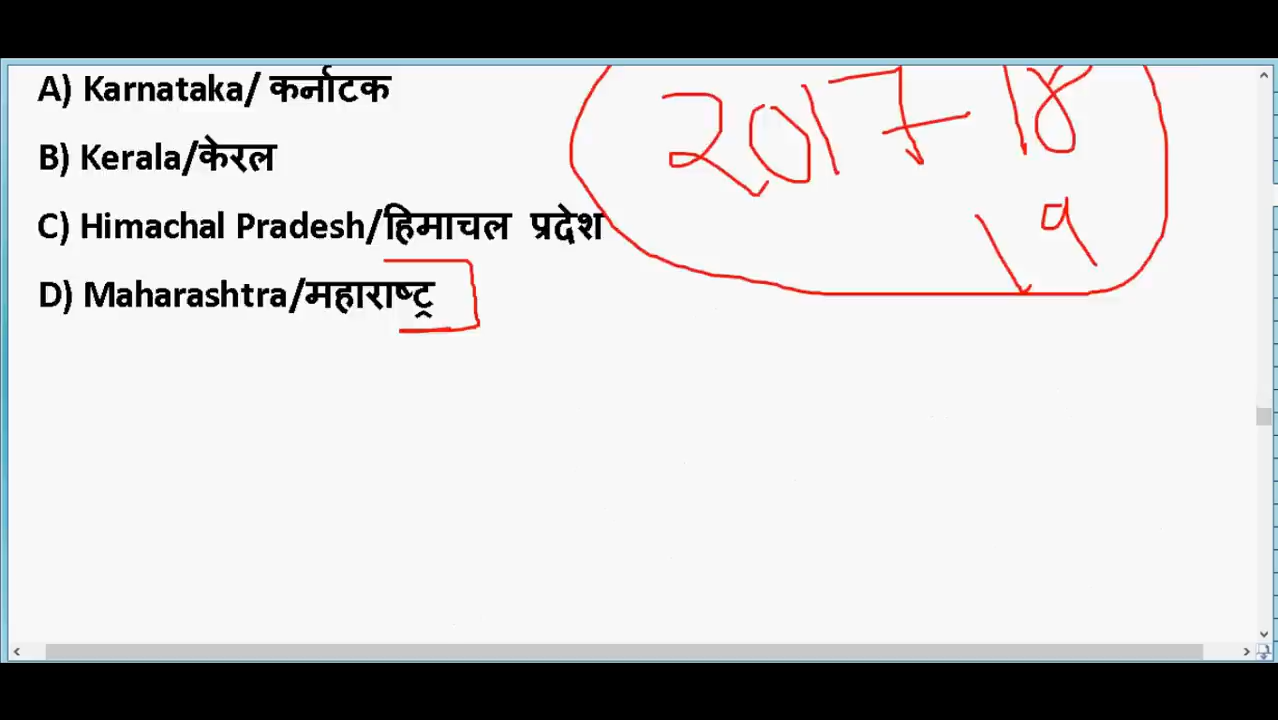 A) Karnataka/ कर्नाटक
B) Kerala/केरल
C) Himachal Pradesh/हिमाचल प्रदेश
D) Maharashtra/महाराष्ट्र
2017-18
19